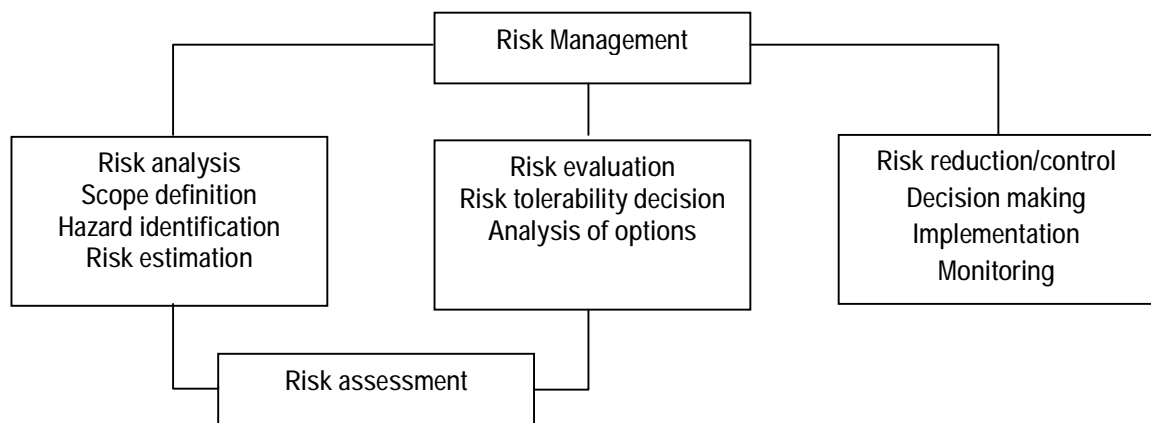 Risk Management
Risk analysis
Scope definition
Hazard identification
Risk estimation
Risk evaluation
Risk tolerability decision
Analysis of options
Risk reduction/control
Decision making
Implementation
Monitoring
Risk assessment